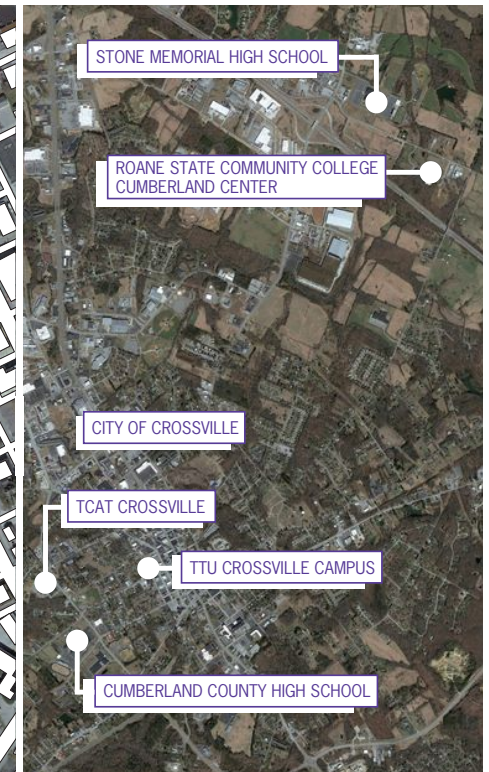 STONE MEMORIAL HIGH SCHOOL
ROANE STATE COMMUNITY COLLEGE
CUMBERLAND CENTER
CITY OF CROSSVILLE
TCAT CROSSVILLE
TTU CROSSVILLE CAMPUS
CUMBERLAND COUNTY HIGH SCHOOL